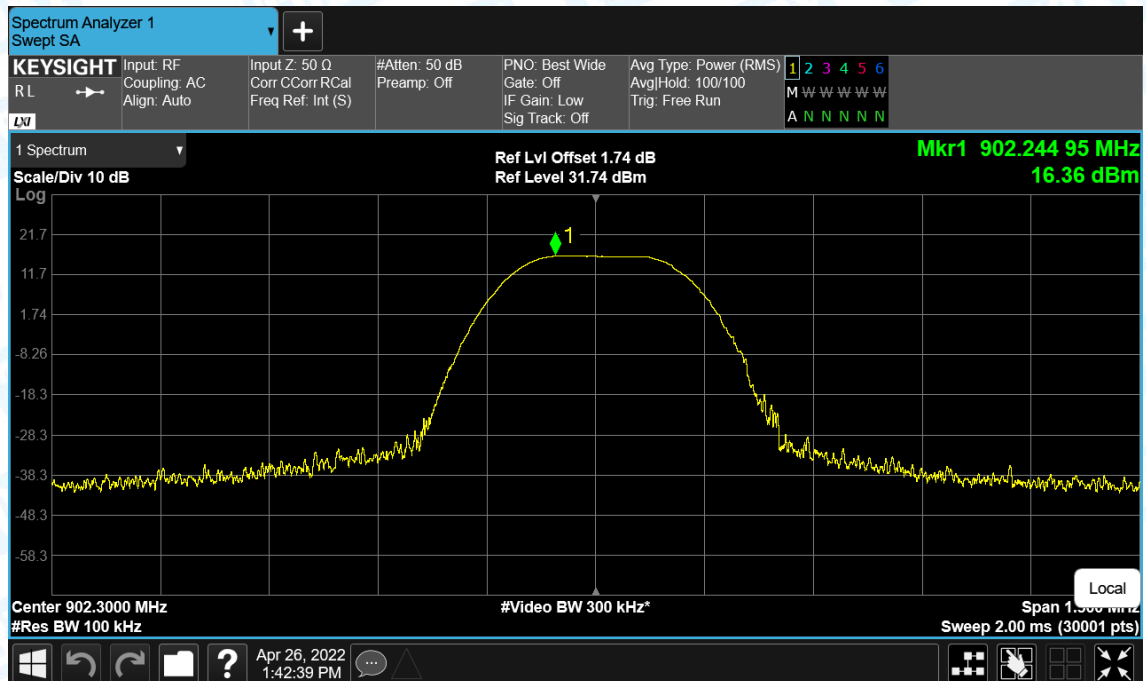 Spectrum Analyzer 1
Swept SA
KEYSIGHT
RL
LXI
Input: RF
Coupling: AC
Align: Auto
Input Z: 50 Ω
Corr CCorr RCal
Freq Ref: Int (S)
#Atten: 50 dB
Preamp: Off
PNO: Best Wide
Gate: Off
IF Gain: Low
Sig Track: Off
Avg Type: Power (RMS)
Avg|Hold: 100/100
Trig: Free Run
1 2 3 4 5 6
M W W W W W
A N N N N N
1 Spectrum
Scale/Div 10 dB
Ref Lvl Offset 1.74 dB
Ref Level 31.74 dBm
Mkr1 902.244 95 MHz
16.36 dBm
Log
1
21.7
11.7
1.74
-8.26
-18.3
-28.3
-38.3
-48.3
-58.3
Local
Center 902.3000 MHz
#Video BW 300 kHz*
Span MHz
#Res BW 100 kHz
Sweep 2.00 ms (30001 pts)
?
Apr 26, 2022
1:42:39 PM